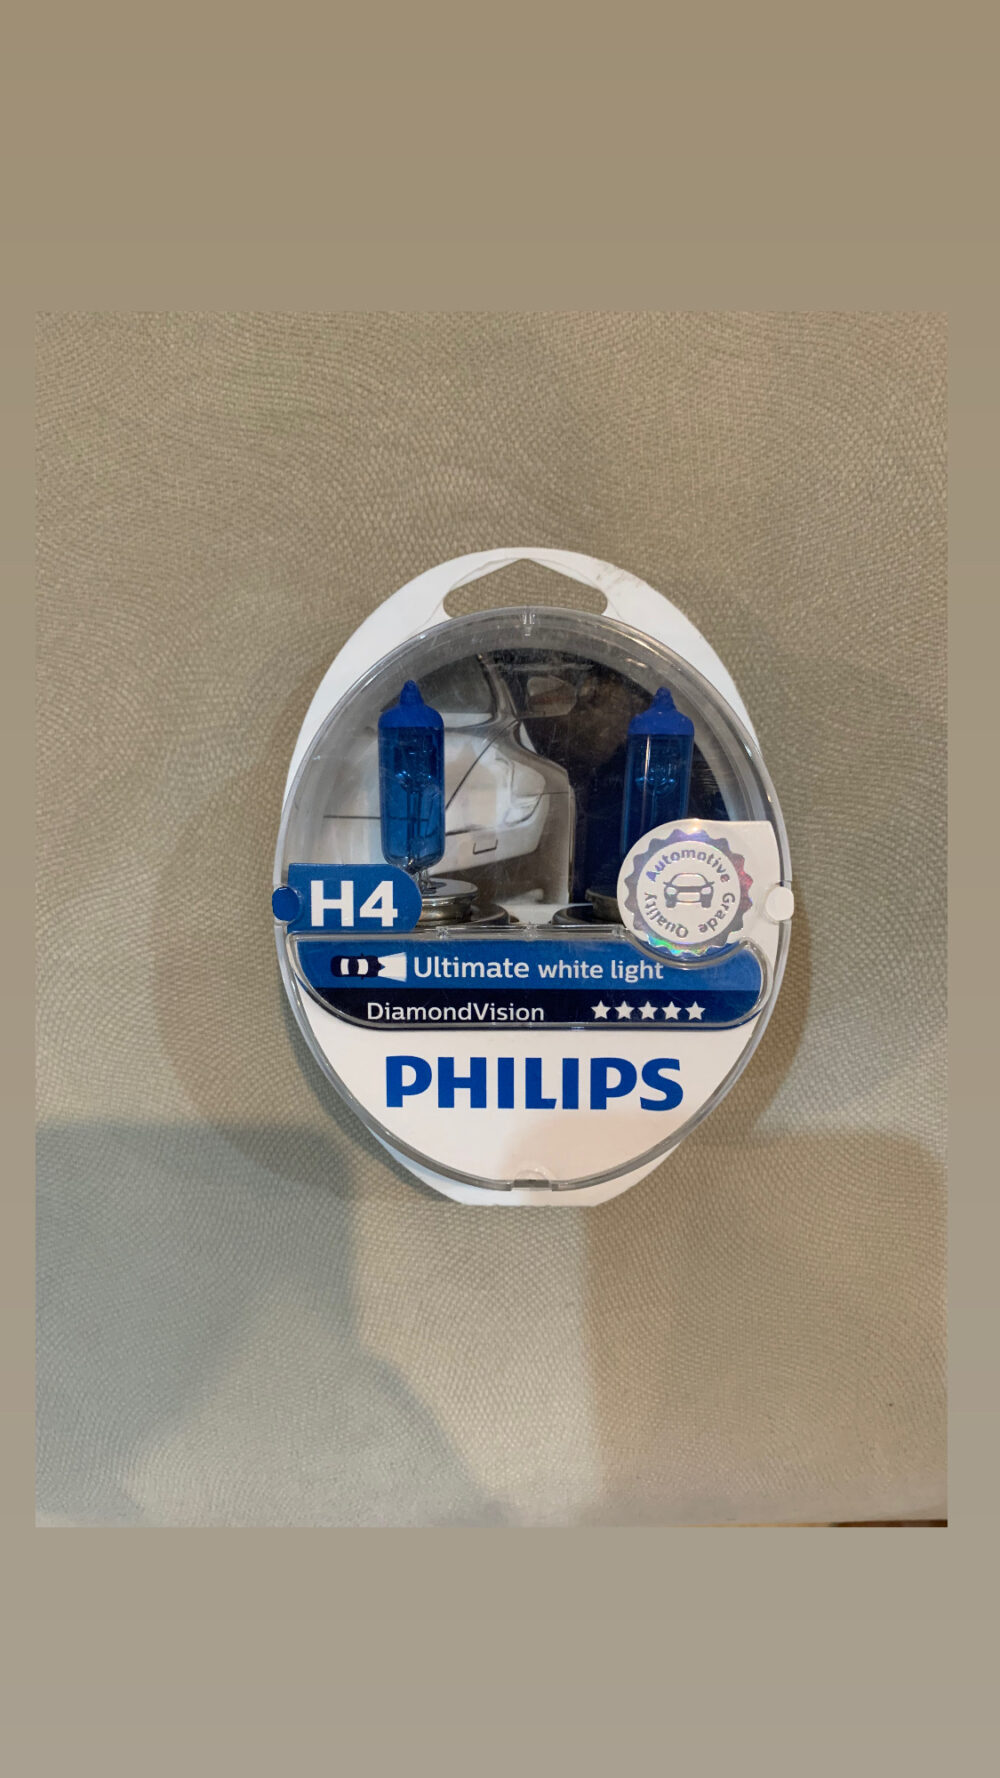 Automotive Grade Quality
H4
Ultimate white light
DiamondVision
PHILIPS